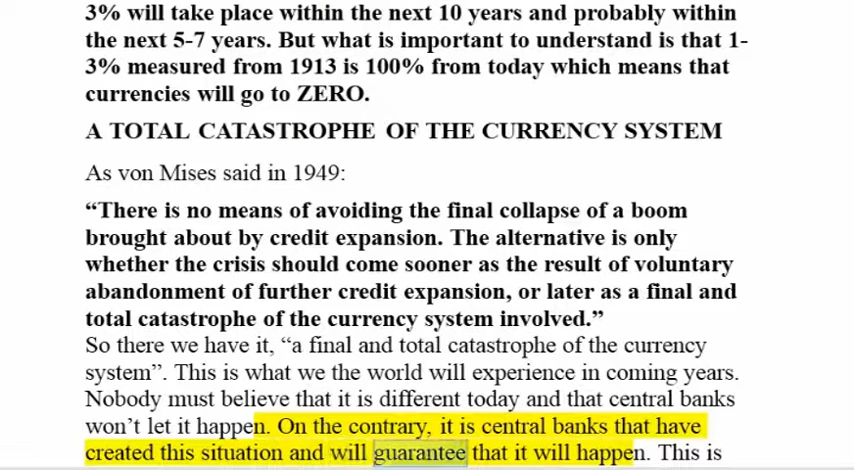 3% will take place within the next 10 years and probably within
the next 5-7 years. But what is important to understand is that 1-
3% measured from 1913 is 100% from today which means that
currencies will go to ZERO.
A TOTAL CATASTROPHE OF THE CURRENCY SYSTEM
As von Mises said in 1949:
“There is no means of avoiding the final collapse of a boom
brought about by credit expansion. The alternative is only
whether the crisis should come sooner as the result of voluntary
abandonment of further credit expansion, or later as a final and
total catastrophe of the currency system involved.”
So there we have it, “a final and total catastrophe of the currency
system”. This is what we the world will experience in coming years.
Nobody must believe that it is different today and that central banks
won’t let it happen. On the contrary, it is central banks that have
created this situation and will guarantee that it will happen. This is